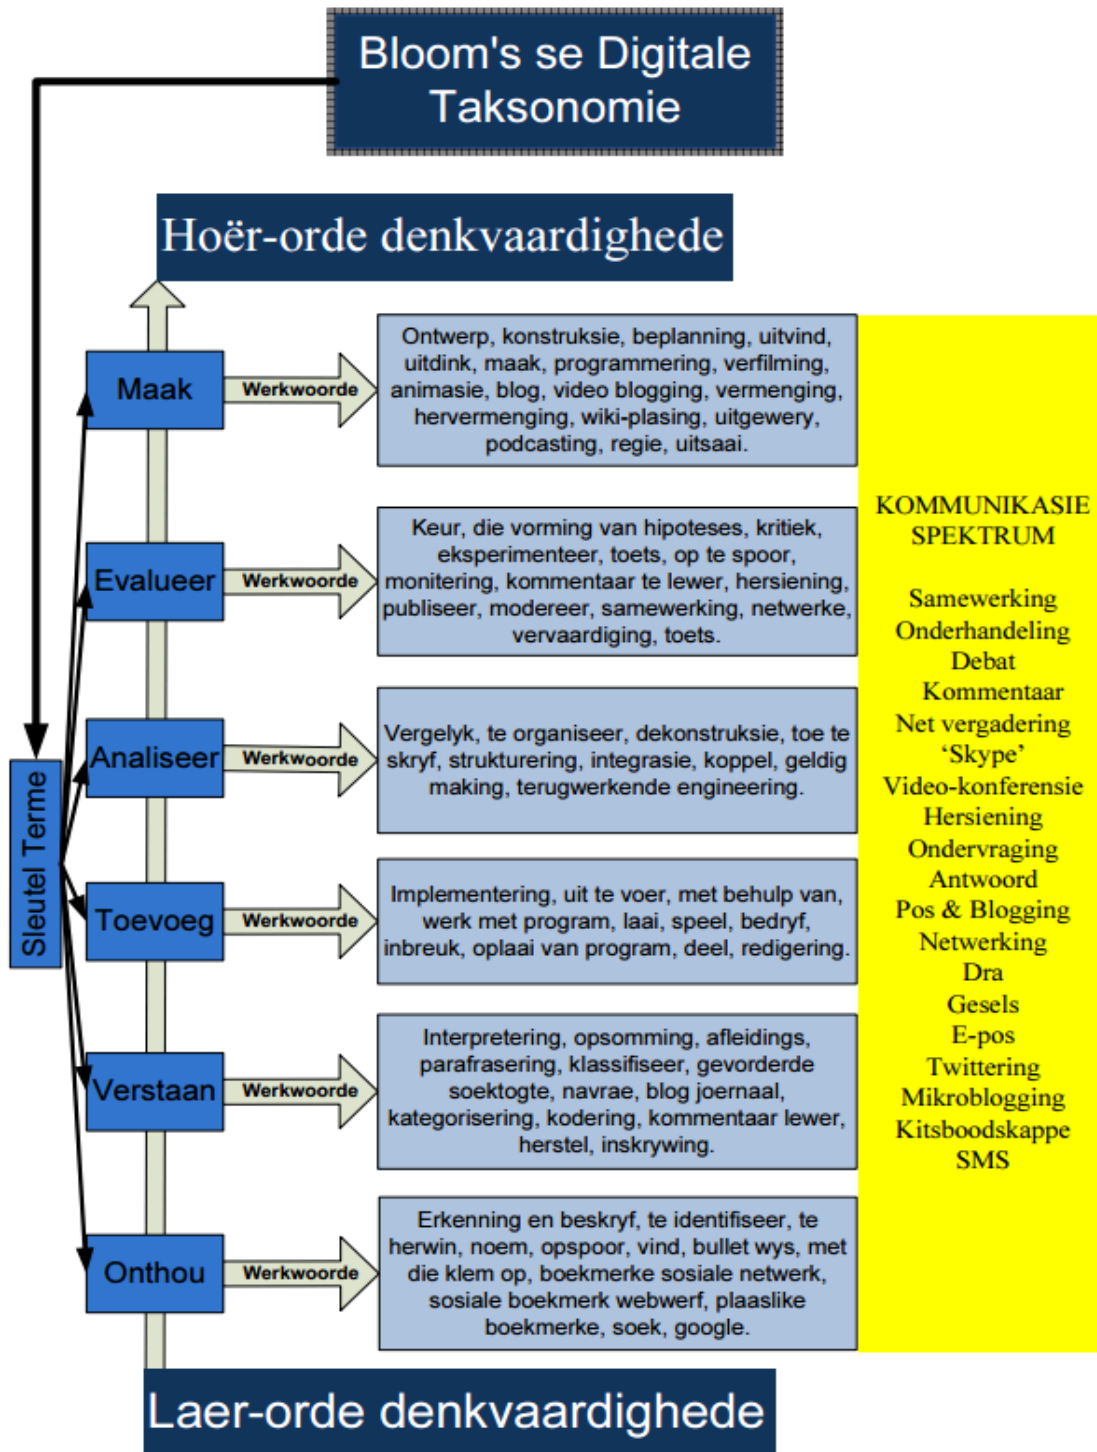 Bloom's se Digitale
Taksonomie
Hoër-orde denkvaardighede
Sleutel Terme
Maak
Werkwoorde
Ontwerp, konstruksie, beplanning, uitvind,
uitdink, maak, programmering, verfilming,
animasie, blog, video blogging, vermenging,
hervermenging, wiki-plasing, uitgewery,
podcasting, regie, uitsaai.
Evalueer
Werkwoorde
Keur, die vorming van hipoteses, kritiek,
eksperimenteer, toets, op te spoor,
monitering, kommentaar te lewer, hersiening,
publiseer, modereer, samewerking, netwerke,
vervaardiging, toets.
Analiseer
Werkwoorde
Vergelyk, te organiseer, dekonstruksie, toe te
skryf, strukturering, integrasie, koppel, geldig
making, terugwerkende engineering.
Toevoeg
Werkwoorde
Implementering, uit te voer, met behulp van,
werk met program, laai, speel, bedryf,
inbreuk, oplaai van program, deel, redigering.
Verstaan
Werkwoorde
Interpretering, opsomming, afleidings,
parafrasering, klassifiseer, gevorderde
soektogte, navrae, blog joernaal,
kategorisering, kodering, kommentaar lewer,
herstel, inskrywing.
Onthou
Werkwoorde
Erkenning en beskryf, te identifiseer, te
herwin, noem, opspoor, vind, bullet wys, met
die klem op, boekmerke sosiale netwerk,
sosiale boekmerk webwerf, plaaslike
boekmerke, soek, google.
KOMMUNIKASIE
SPEKTRUM
Samewerking
Onderhandeling
Debat
Kommentaar
Net vergadering
‘Skype’
Video-konferensie
Hersiening
Ondervraging
Antwoord
Pos & Blogging
Netwerking
Dra
Gesels
E-pos
Twittering
Mikroblogging
Kitsboodskappe
SMS
Laer-orde denkvaardighede